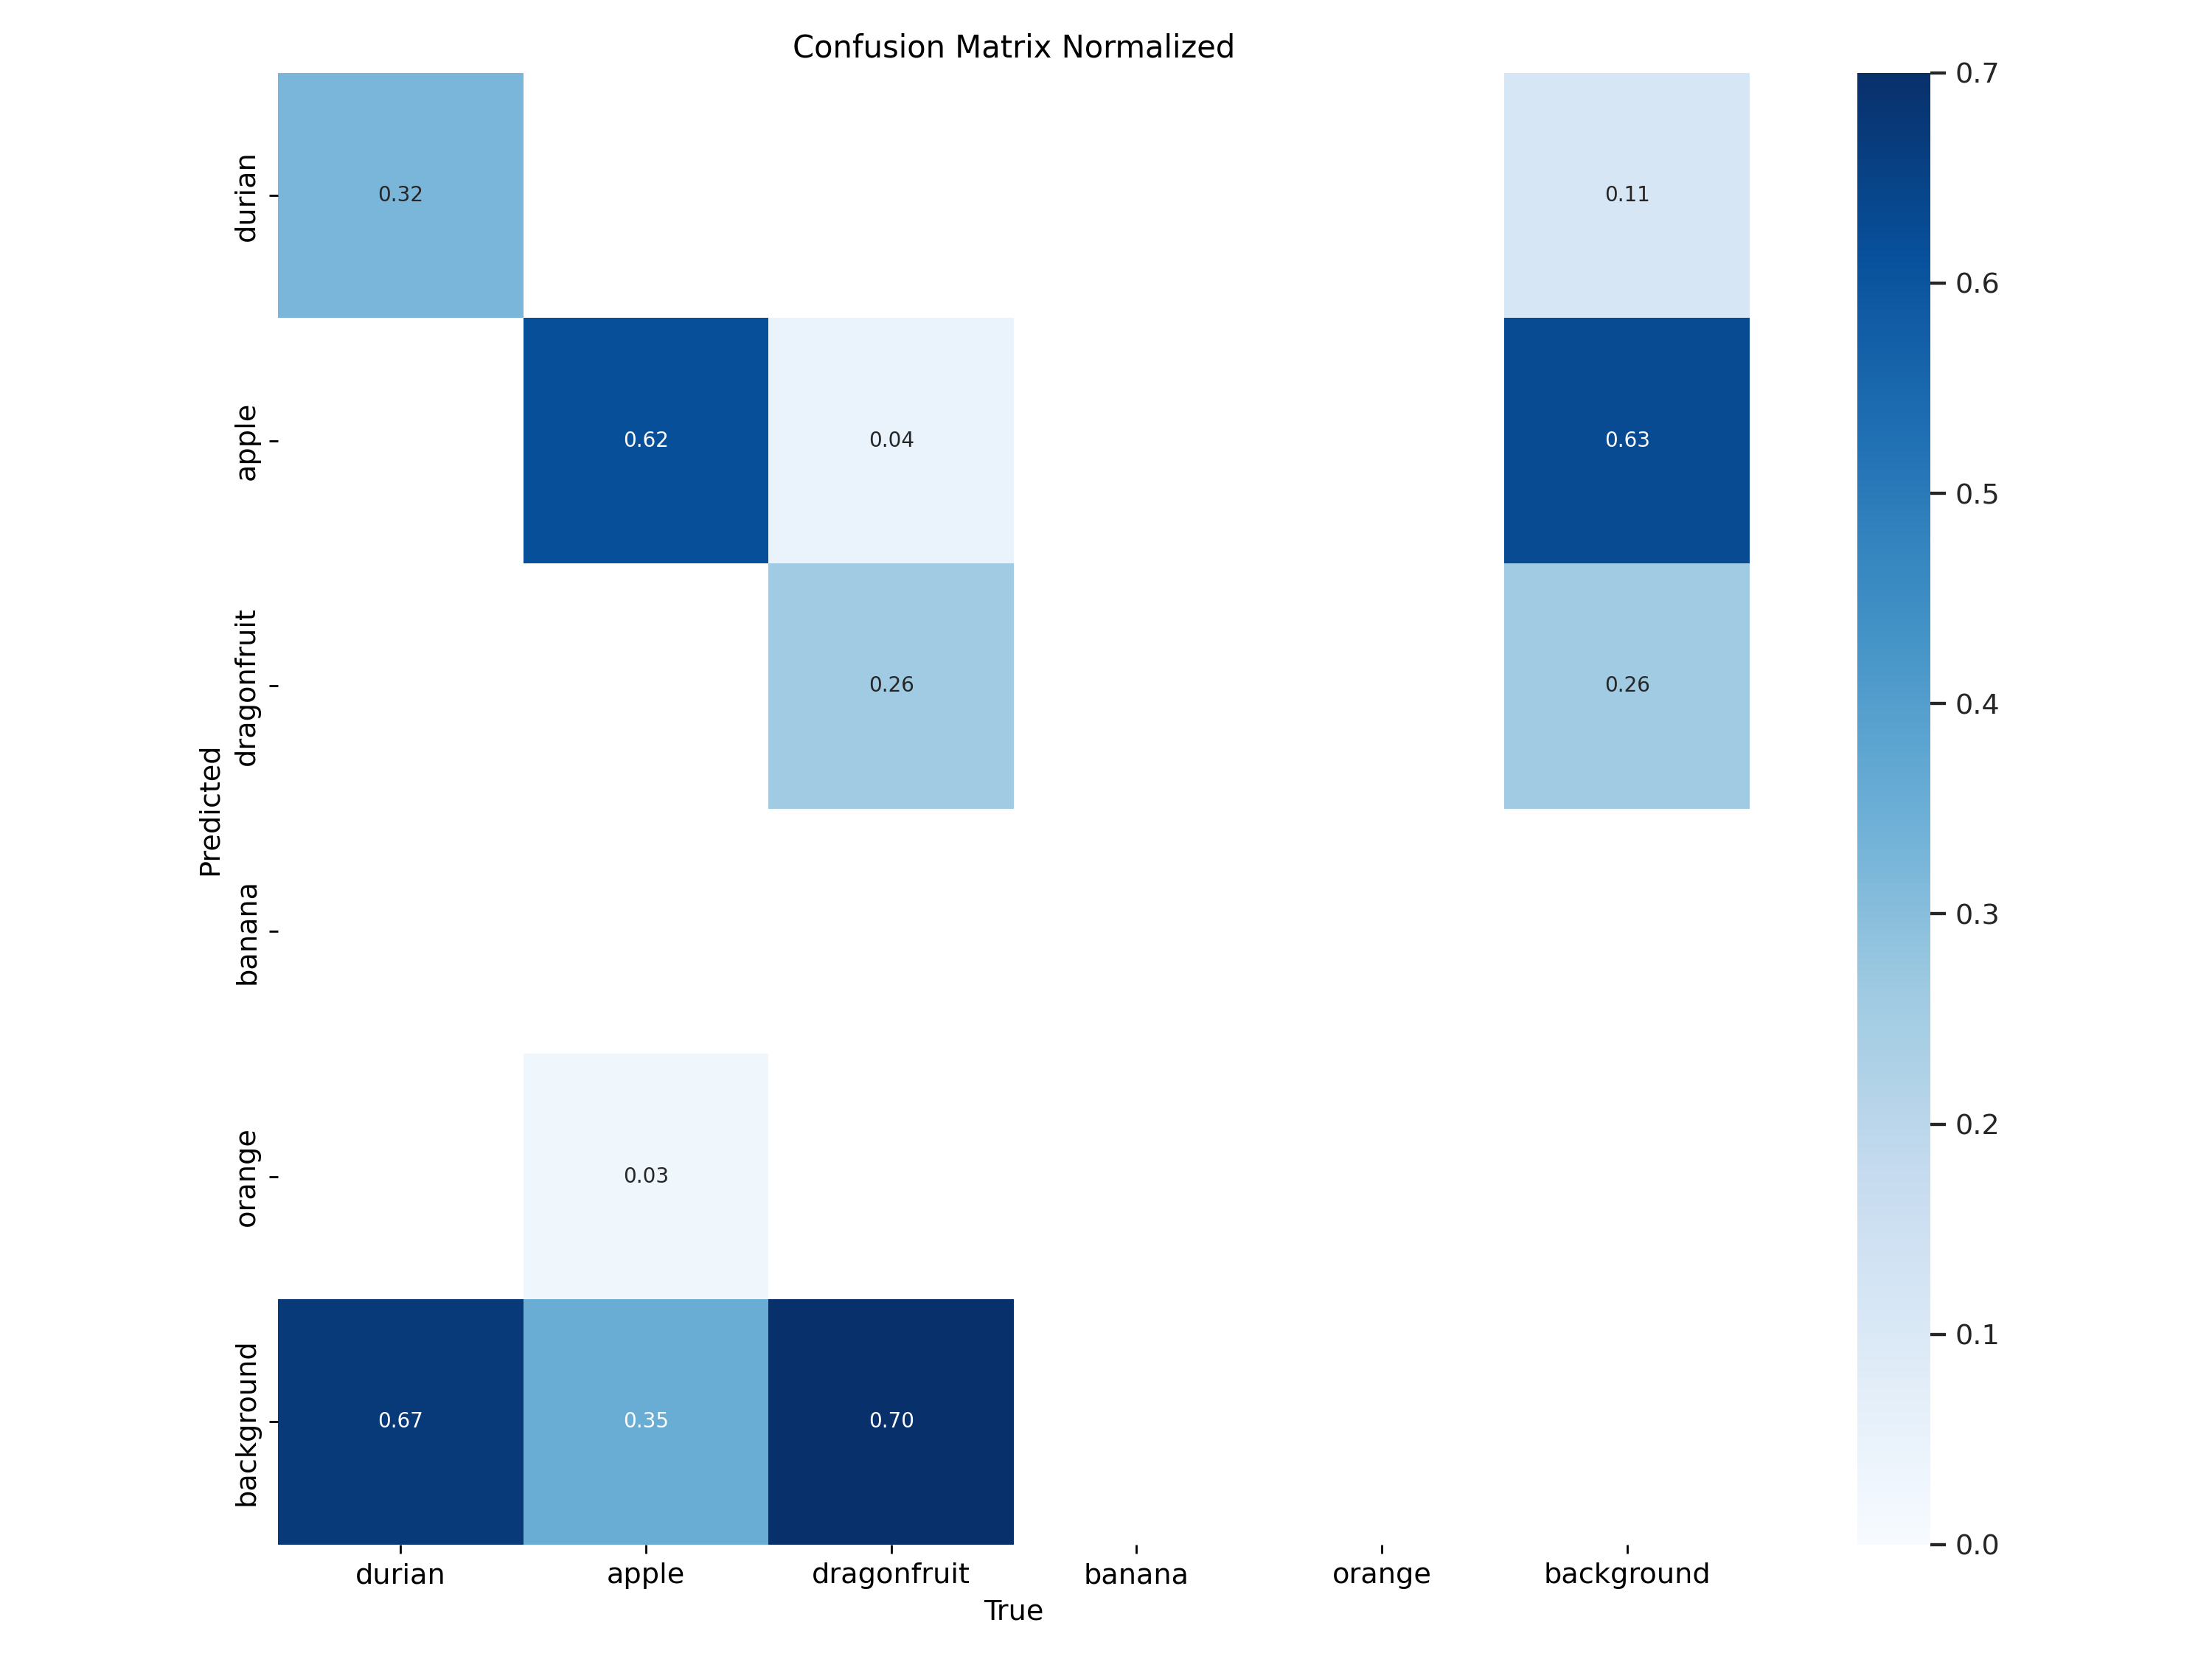 Confusion Matrix Normalized
durian
0.32
0.11
apple
0.62
0.04
0.63
dragonfruit
0.26
0.26
banana
orange
0.03
background
0.67
0.35
0.70
Predicted
durian
apple
dragonfruit
banana
orange
background
True
0.7
0.6
0.5
0.4
0.3
0.2
0.1
0.0